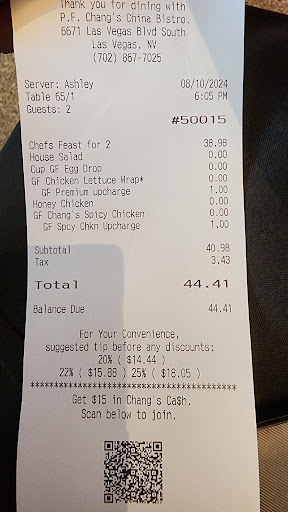 Thank you for dining with
P.F. Chang's China Bistro.
6671 Las Vegas Blvd South
Las Vegas, NV
(702) 867-7025
Server: Ashley 08/10/2024
Table 65/1 6:05 PM
Guests: 2
#50015
Chefs Feast for 2 38.98
House Salad 0.00
Cup GF Egg Drop 0.00
GF Chicken Lettuce Wrap* 0.00
GF Premium upcharge 1.00
Honey Chicken 0.00
GF Chang's Spicy Chicken 0.00
GF Spcy Chkn Upcharge 1.00
Subtotal 40.98
Tax 3.43
Total 44.41
Balance Due 44.41
For Your Convenience,
suggested tip before any discounts:
20% ( $14.44 )
22% ( $15.88 ) 25% ( $18.05 )
****************************************
Get $15 in Chang's Ca$h.
Scan below to join.